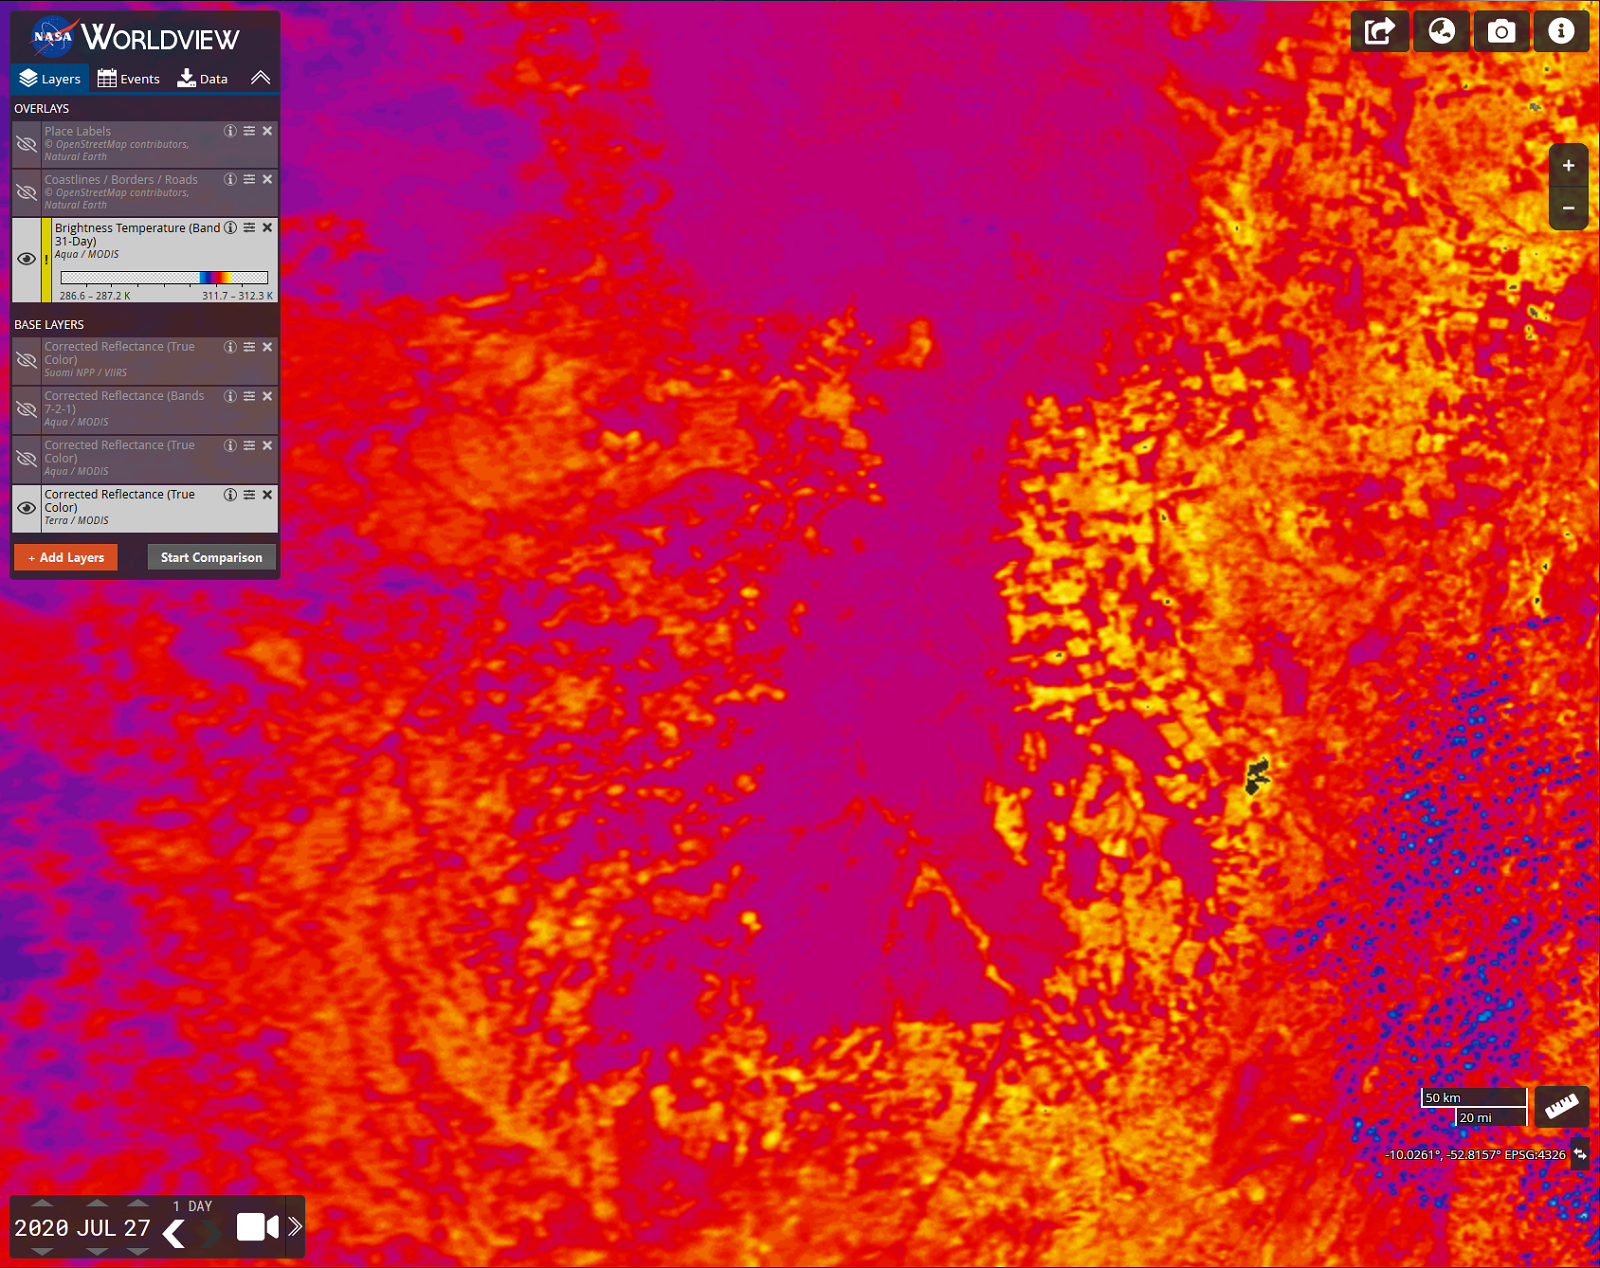 NASA WORLDVIEW
Layers Events Data
OVERLAYS
Place Labels
© OpenStreetMap contributors,
Natural Earth
Coastlines / Borders / Roads
© OpenStreetMap contributors,
Natural Earth
Brightness Temperature (Band
31-Day)
Aqua / MODIS
!
286.6 – 287.2 K 311.7 – 312.3 K
BASE LAYERS
Corrected Reflectance (True
Color)
Suomi NPP / VIIRS
Corrected Reflectance (Bands
7-2-1)
Aqua / MODIS
Corrected Reflectance (True
Color)
Aqua / MODIS
Corrected Reflectance (True
Color)
Terra / MODIS
+ Add Layers Start Comparison
+
−
50 km
20 mi
-10.0261°, -52.8157° EPSG:4326
1 DAY
2020 JUL 27